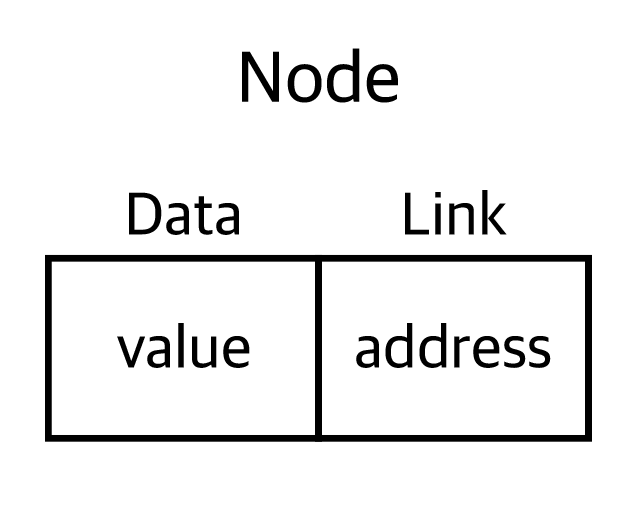 Node
Data Link
value address